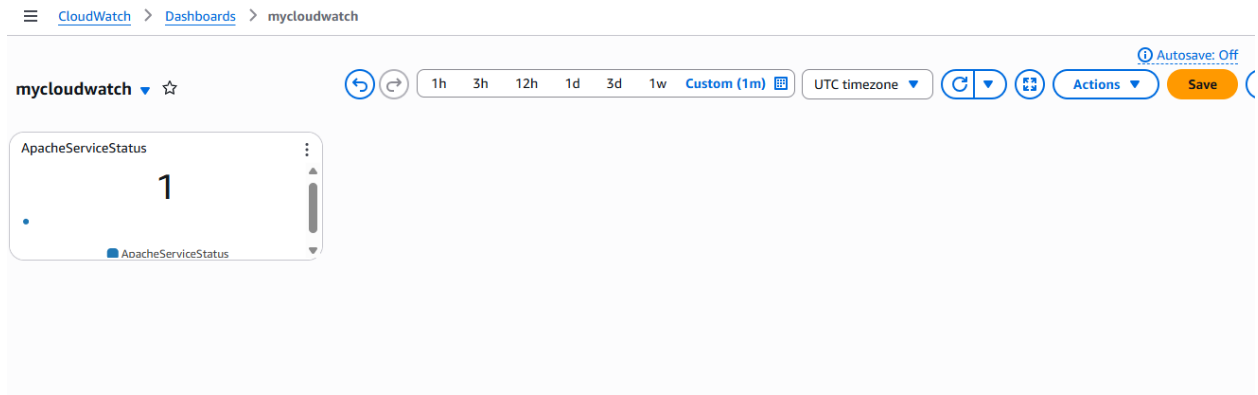 CloudWatch > Dashboards > mycloudwatch
Autosave: Off
mycloudwatch
1h 3h 12h 1d 3d 1w Custom (1m) UTC timezone Actions Save
ApacheServiceStatus
1
ApacheServiceStatus